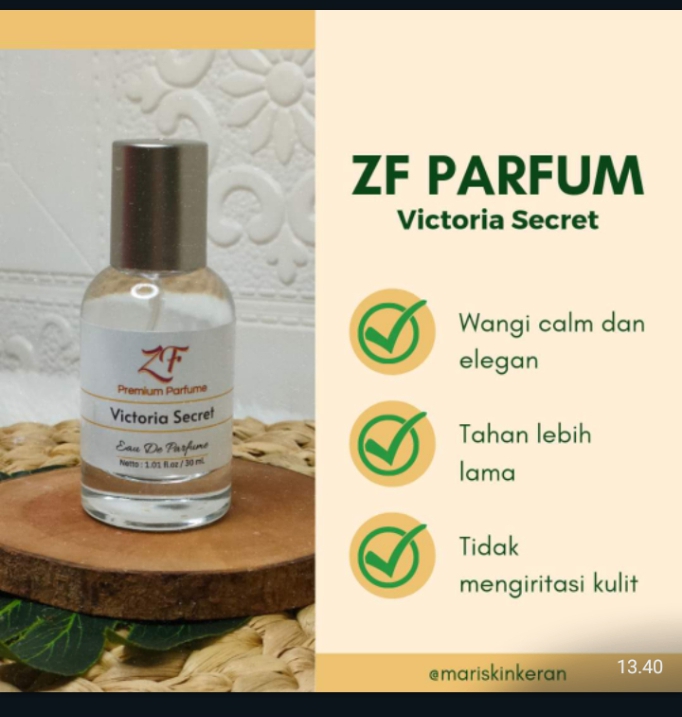 ZF
Premium Parfume
Victoria Secret
Eau De Parfume
Netto : 1.01 fl.oz / 30 mL
ZF PARFUM
Victoria Secret
Wangi calm dan
elegan
Tahan lebih
lama
Tidak
mengiritasi kulit
@mariskinkeran
13.40